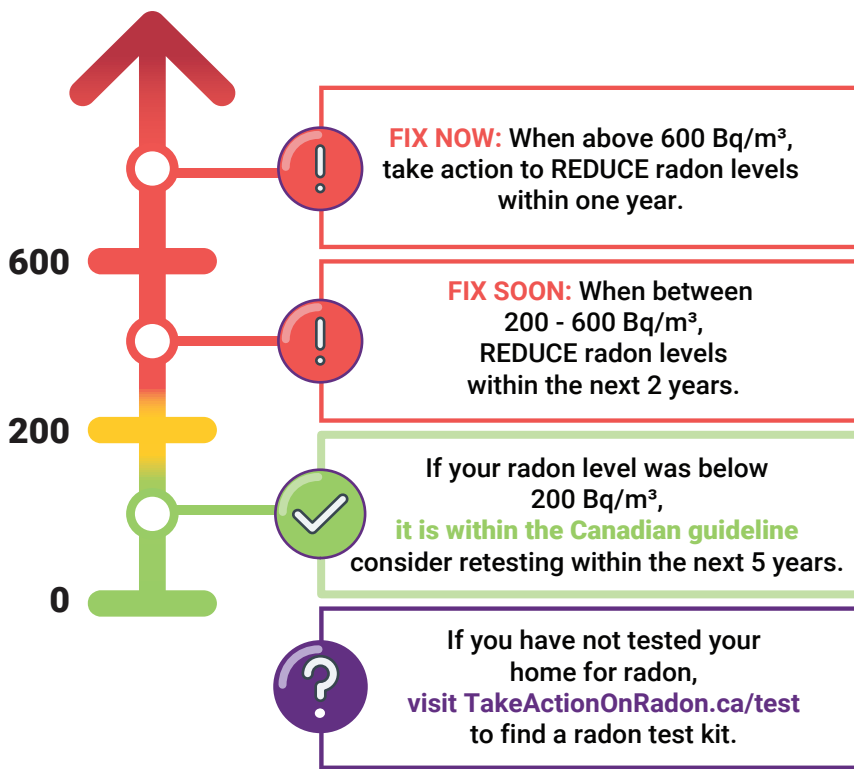 FIX NOW: When above 600 Bq/m³,
take action to REDUCE radon levels
within one year.
600
FIX SOON: When between
200 - 600 Bq/m³,
REDUCE radon levels
within the next 2 years.
200
If your radon level was below
200 Bq/m³,
it is within the Canadian guideline
consider retesting within the next 5 years.
0
If you have not tested your
home for radon,
visit TakeActionOnRadon.ca/test
to find a radon test kit.